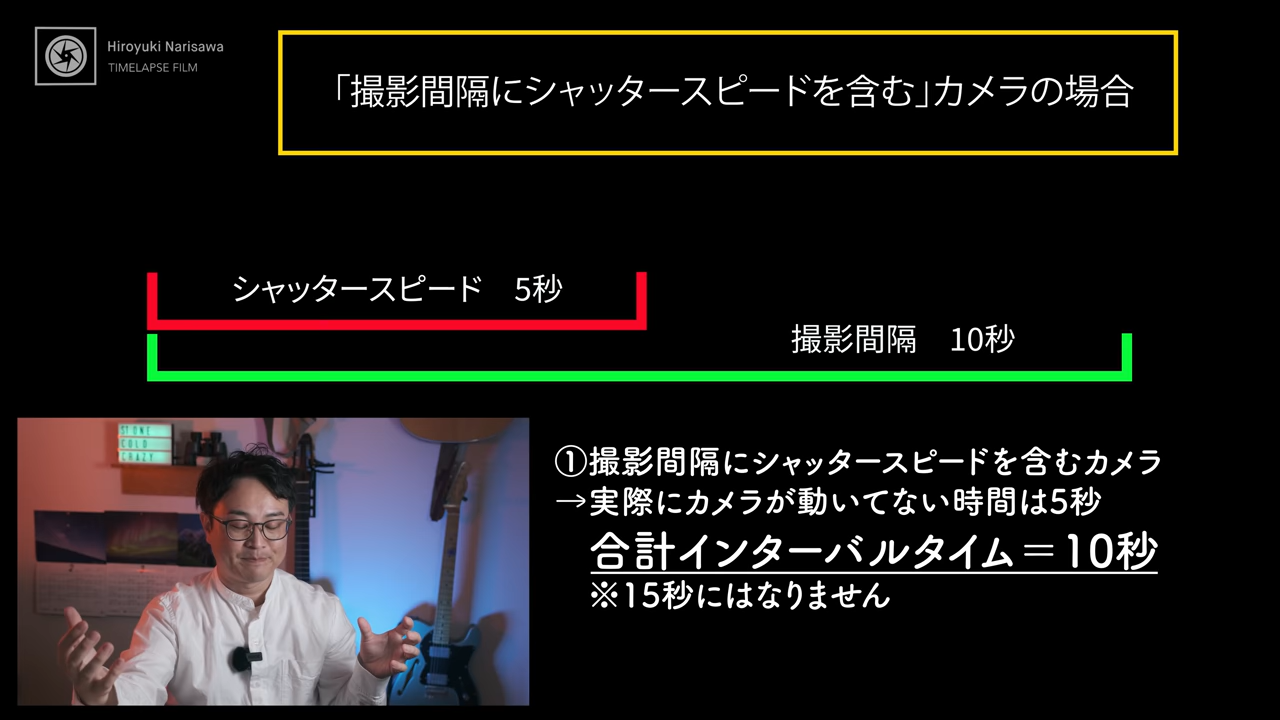 Hiroyuki Narisawa
TIMELAPSE FILM
「撮影間隔にシャッタースピードを含む」カメラの場合
シャッタースピード　5秒
撮影間隔　10秒
STONE
COLD
CRAZY
①撮影間隔にシャッタースピードを含むカメラ
→実際にカメラが動いてない時間は5秒
合計インターバルタイム＝10秒
※15秒にはなりません